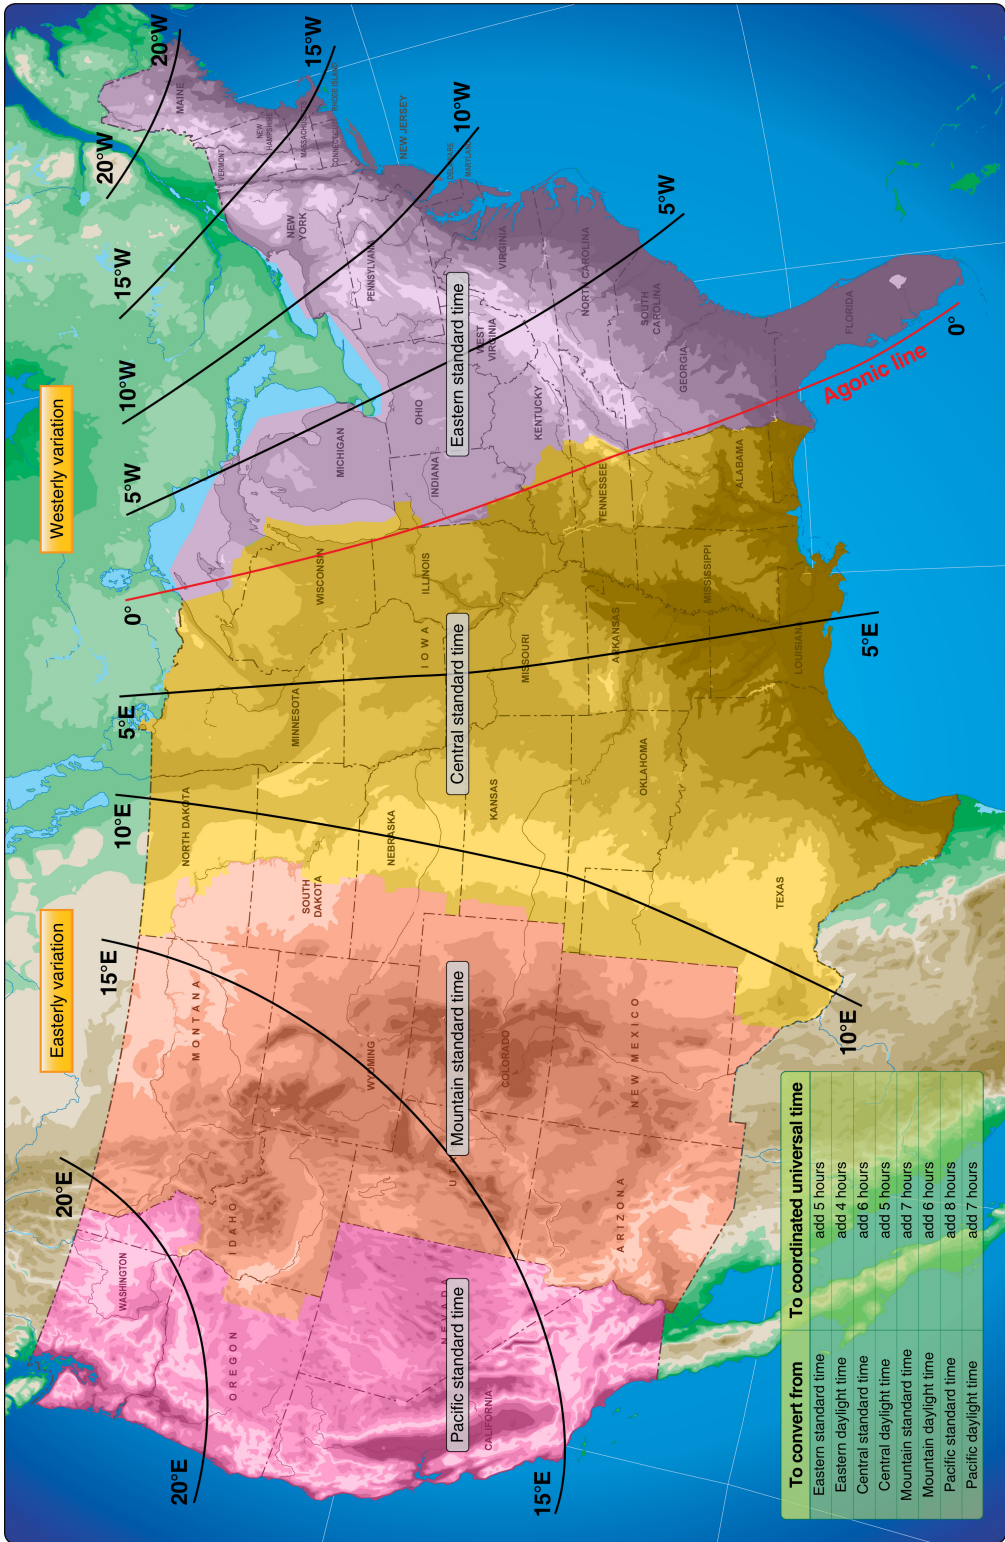 Easterly variation
Westerly variation
20°E
15°E
10°E
5°E
0°
5°W
10°W
15°W
20°W
20°W
15°W
10°W
5°W
0°
Agonic line
5°E
10°E
15°E
20°E
Pacific standard time
Mountain standard time
Central standard time
Eastern standard time
WASHINGTON
OREGON
CALIFORNIA
IDAHO
MONTANA
WYOMING
COLORADO
ARIZONA
NEW MEXICO
NORTH DAKOTA
SOUTH
DAKOTA
NEBRASKA
KANSAS
OKLAHOMA
TEXAS
MINNESOTA
IOWA
MISSOURI
ARKANSAS
LOUISIANA
WISCONSIN
ILLINOIS
MISSISSIPPI
MICHIGAN
INDIANA
OHIO
KENTUCKY
TENNESSEE
ALABAMA
GEORGIA
FLORIDA
SOUTH
CAROLINA
NORTH CAROLINA
WEST
VIRGINIA
VIRGINIA
PENNSYLVANIA
NEW
YORK
VERMONT
NEW
HAMPSHIRE
MAINE
MASSACHUSETTS
RHODE ISLAND
CONNECTICUT
NEW JERSEY
DELAWARE
MARYLAND
To convert from To coordinated universal time
Eastern standard time add 5 hours
Eastern daylight time add 4 hours
Central standard time add 6 hours
Central daylight time add 5 hours
Mountain standard time add 7 hours
Mountain daylight time add 6 hours
Pacific standard time add 8 hours
Pacific daylight time add 7 hours